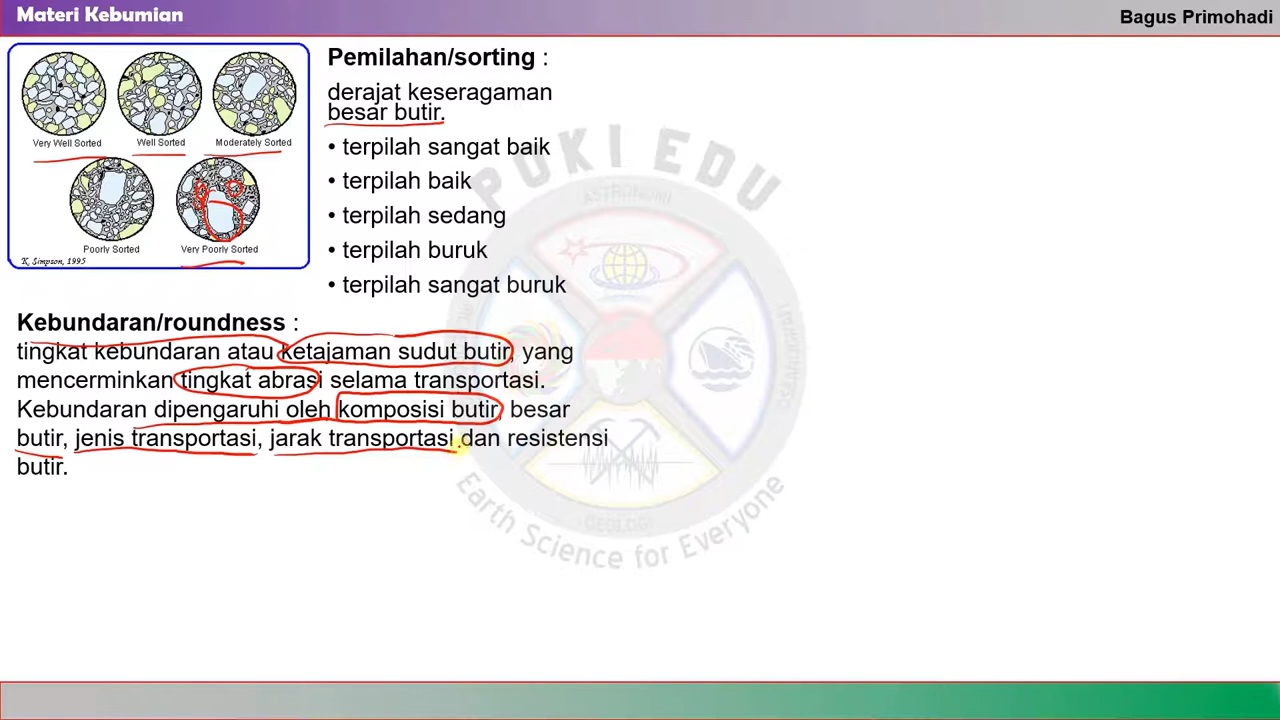 Materi Kebumian
Bagus Primohadi
Very Well Sorted
Well Sorted
Moderately Sorted
Poorly Sorted
Very Poorly Sorted
K. Simpson, 1995
Pemilahan/sorting :
derajat keseragaman
besar butir.
• terpilah sangat baik
• terpilah baik
• terpilah sedang
• terpilah buruk
• terpilah sangat buruk
Kebundaran/roundness :
tingkat kebundaran atau ketajaman sudut butir, yang
mencerminkan tingkat abrasi selama transportasi.
Kebundaran dipengaruhi oleh komposisi butir, besar
butir, jenis transportasi, jarak transportasi dan resistensi
butir.
PUKI EDU
ASTRONOMI
GEOLOGI
Earth Science for Everyone